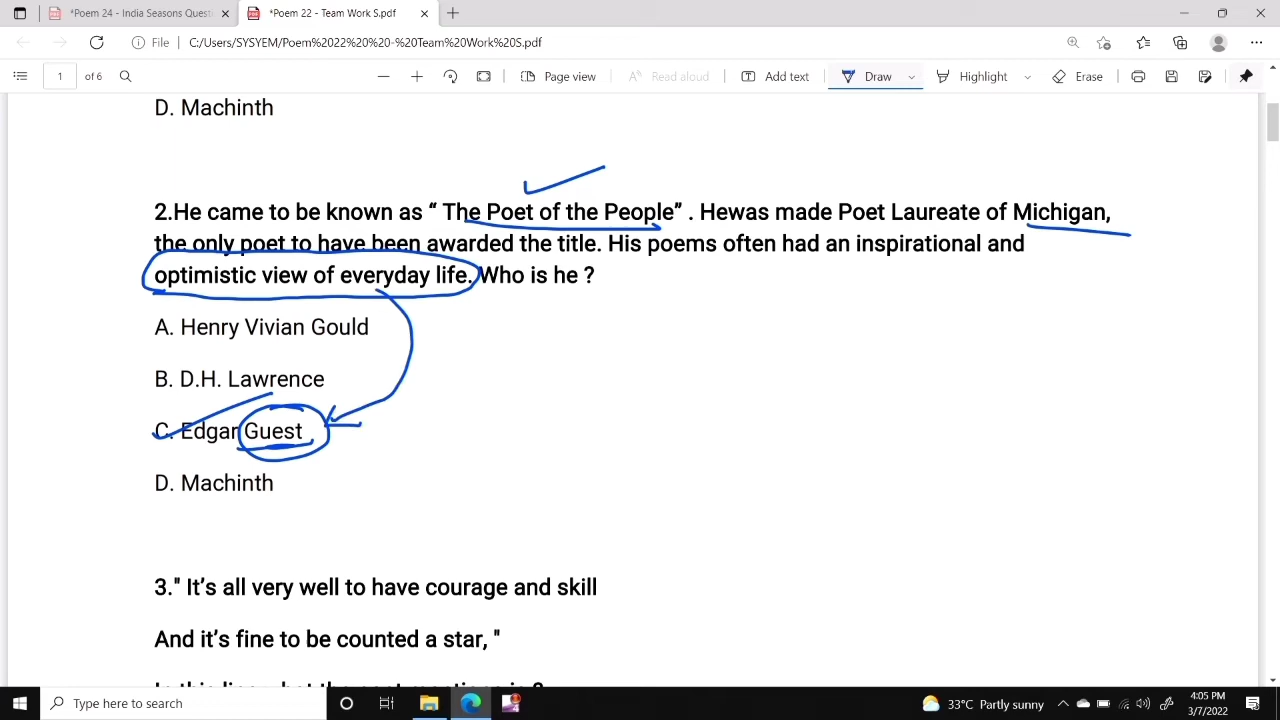 *Poem 24 - India Seasons Quest
*Poem 22 - Team Work S.pdf
File C:/Users/SYSYEM/Poem%2022%20%20-%20Team%20Work%20S.pdf
1 of 6 Page view Read aloud Add text Draw Highlight Erase
D. Machinth
2.He came to be known as “ The Poet of the People” . Hewas made Poet Laureate of Michigan,
the only poet to have been awarded the title. His poems often had an inspirational and
optimistic view of everyday life. Who is he ?
A. Henry Vivian Gould
B. D.H. Lawrence
C. Edgar Guest
D. Machinth
3." It’s all very well to have courage and skill
And it’s fine to be counted a star, "
Type here to search
33°C Partly sunny
4:05 PM
3/7/2022